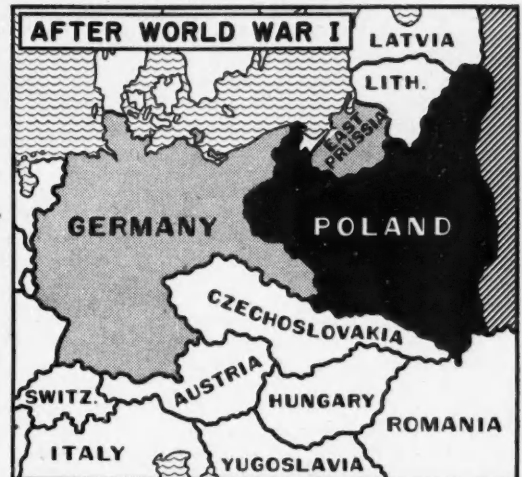 AFTER WORLD WAR I
LATVIA
LITH.
EAST
PRUSSIA
GERMANY
POLAND
CZECHOSLOVAKIA
AUSTRIA
SWITZ.
HUNGARY
ROMANIA
ITALY
YUGOSLAVIA